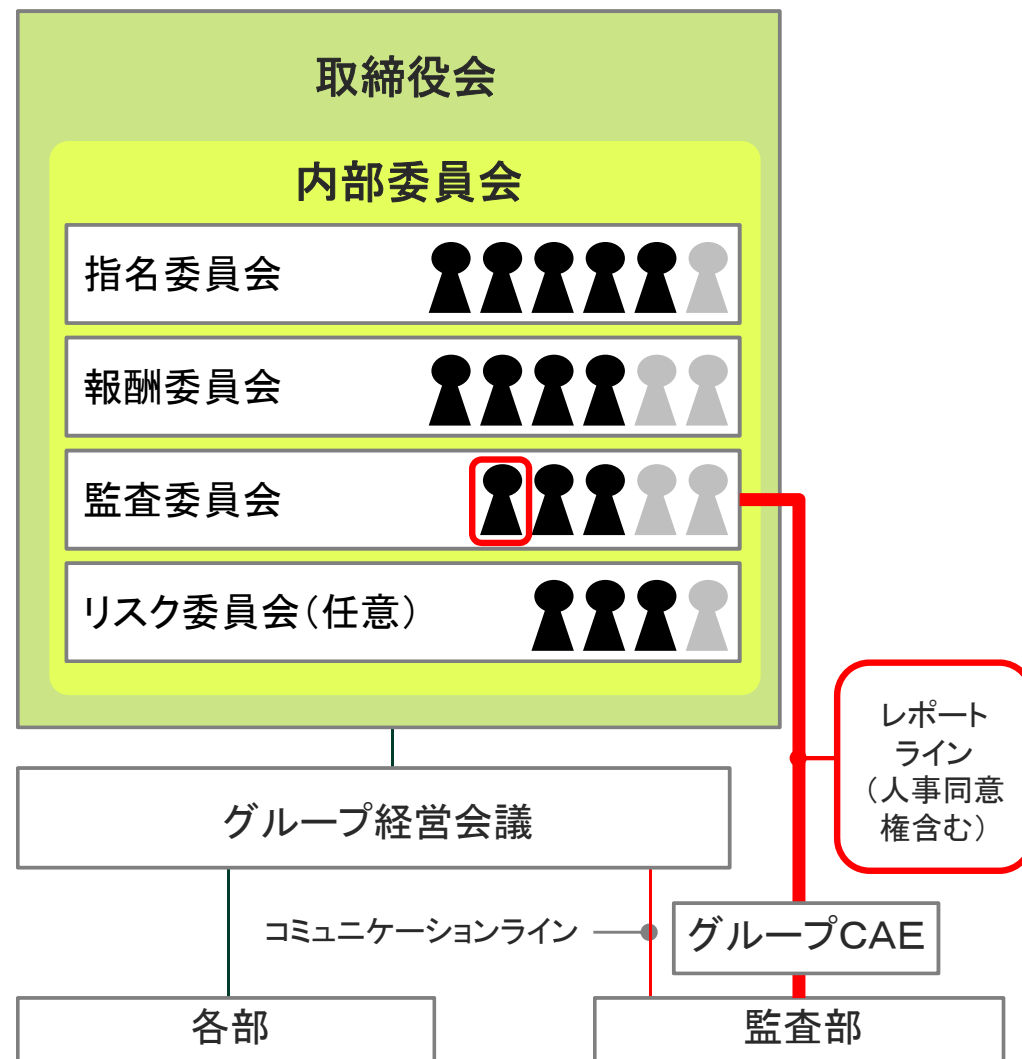 取締役会
内部委員会
指名委員会
報酬委員会
監査委員会
リスク委員会（任意）
レポート
ライン
（人事同意
権含む）
グループ経営会議
コミュニケーションライン
グループCAE
各部
監査部